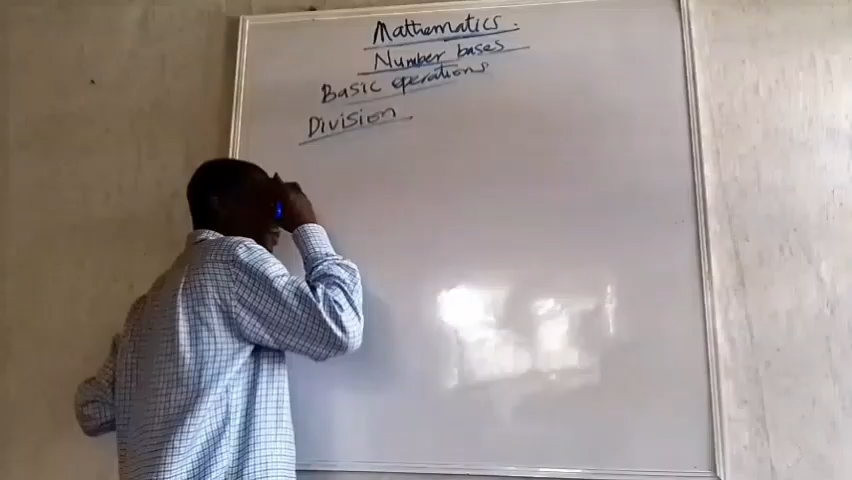 Mathematics.
Number bases
Basic operations
Division